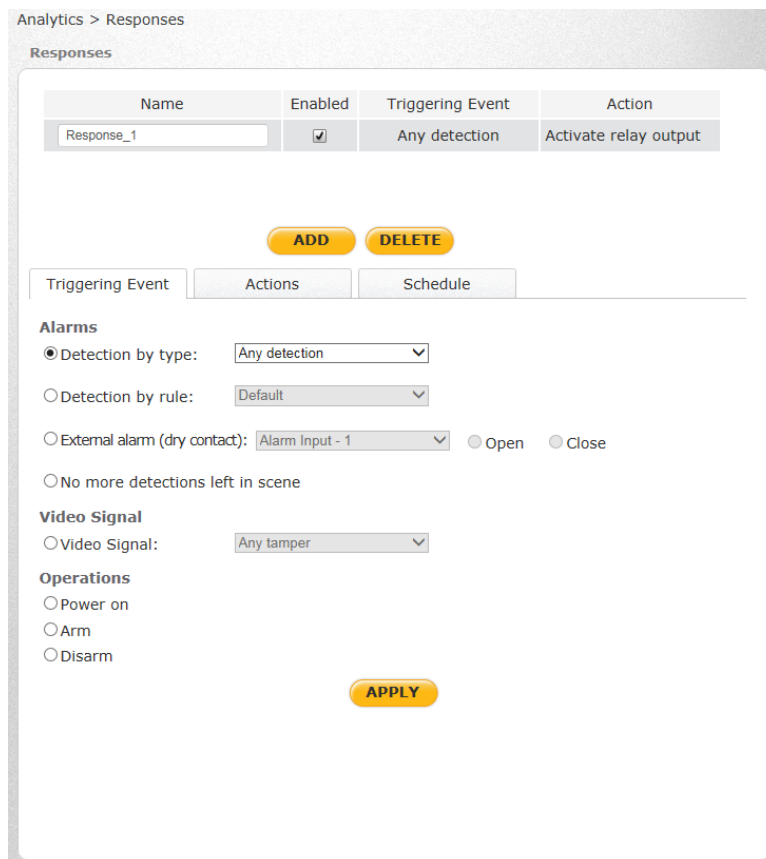 Analytics > Responses
Responses
Name Enabled Triggering Event Action
Response_1 Any detection Activate relay output
ADD DELETE
Triggering Event Actions Schedule
Alarms
Detection by type: Any detection
Detection by rule: Default
External alarm (dry contact): Alarm Input - 1 Open Close
No more detections left in scene
Video Signal
Video Signal: Any tamper
Operations
Power on
Arm
Disarm
APPLY